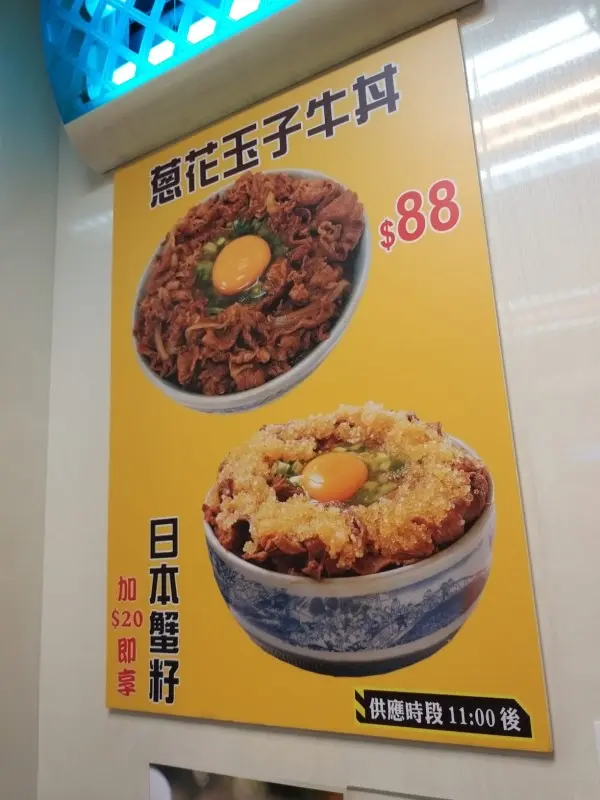 蔥花玉子牛丼
$88
日本蟹籽
加
$20
即享
供應時段 11:00 後